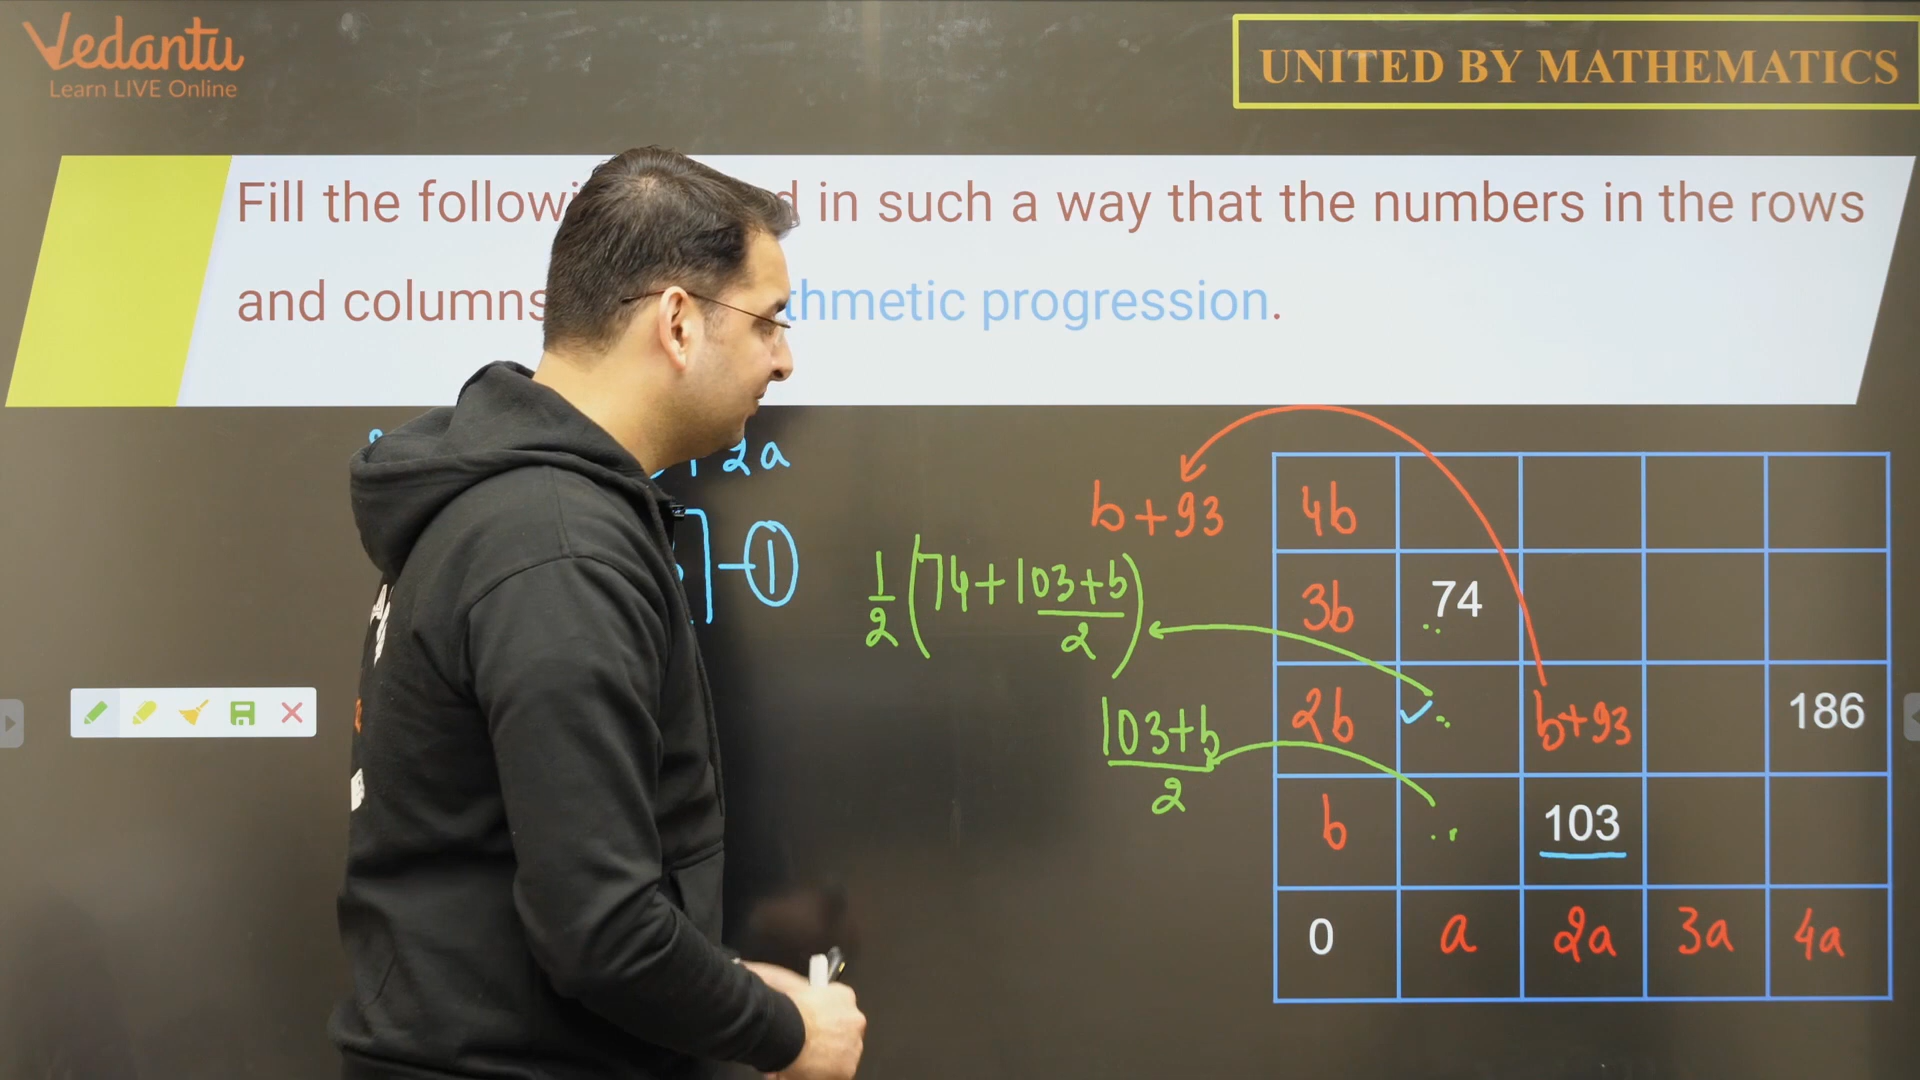 Vedantu
Learn LIVE Online
UNITED BY MATHEMATICS
Fill the in such a way that the numbers in the rows
and columns progression.
2a
b+93
4b
1/2 (74+103+b/2)
①
3b
74
103+b/2
2b
b+93
186
b
103
0
a
2a
3a
4a